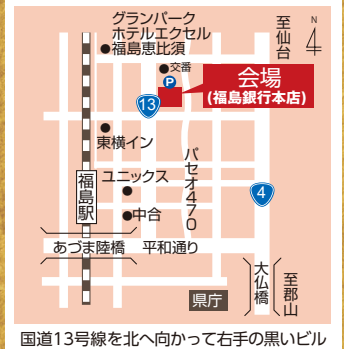 グランパーク
ホテルエクセル
福島恵比須
至仙台
N
交番
P
会場
(福島銀行本店)
13
東横イン
パセオ470
ユニックス
福島駅
4
中合
あづま陸橋
平和通り
大仏橋
至郡山
県庁
国道13号線を北へ向かって右手の黒いビル